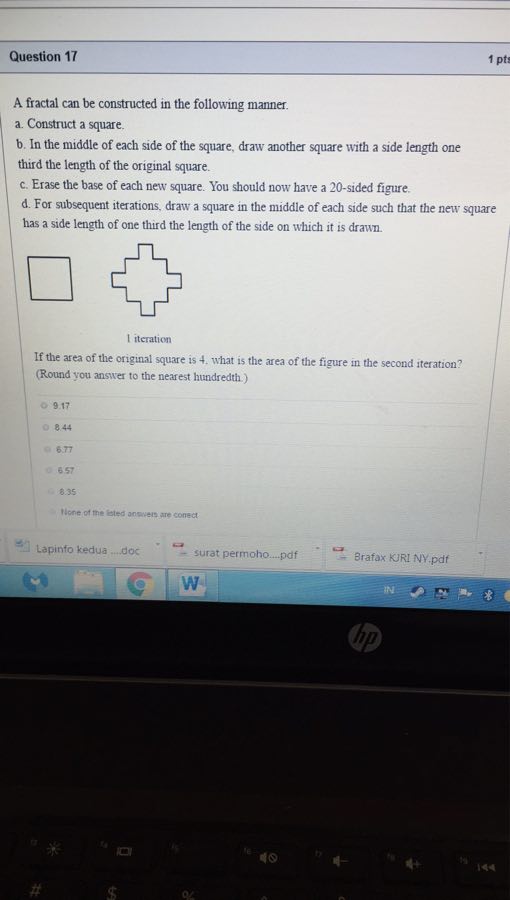 Question 17
1 pts
A fractal can be constructed in the following manner.
a. Construct a square.
b. In the middle of each side of the square, draw another square with a side length one
third the length of the original square.
c. Erase the base of each new square. You should now have a 20-sided figure.
d. For subsequent iterations, draw a square in the middle of each side such that the new square
has a side length of one third the length of the side on which it is drawn.
1 iteration
If the area of the original square is 4, what is the area of the figure in the second iteration?
(Round you answer to the nearest hundredth.)
9.17
8.44
6.77
6.57
8.35
None of the listed answers are correct
Lapinfo kedua ....doc
surat permoho....pdf
Brafax KJRI NY.pdf
W
IN
hp
#
$